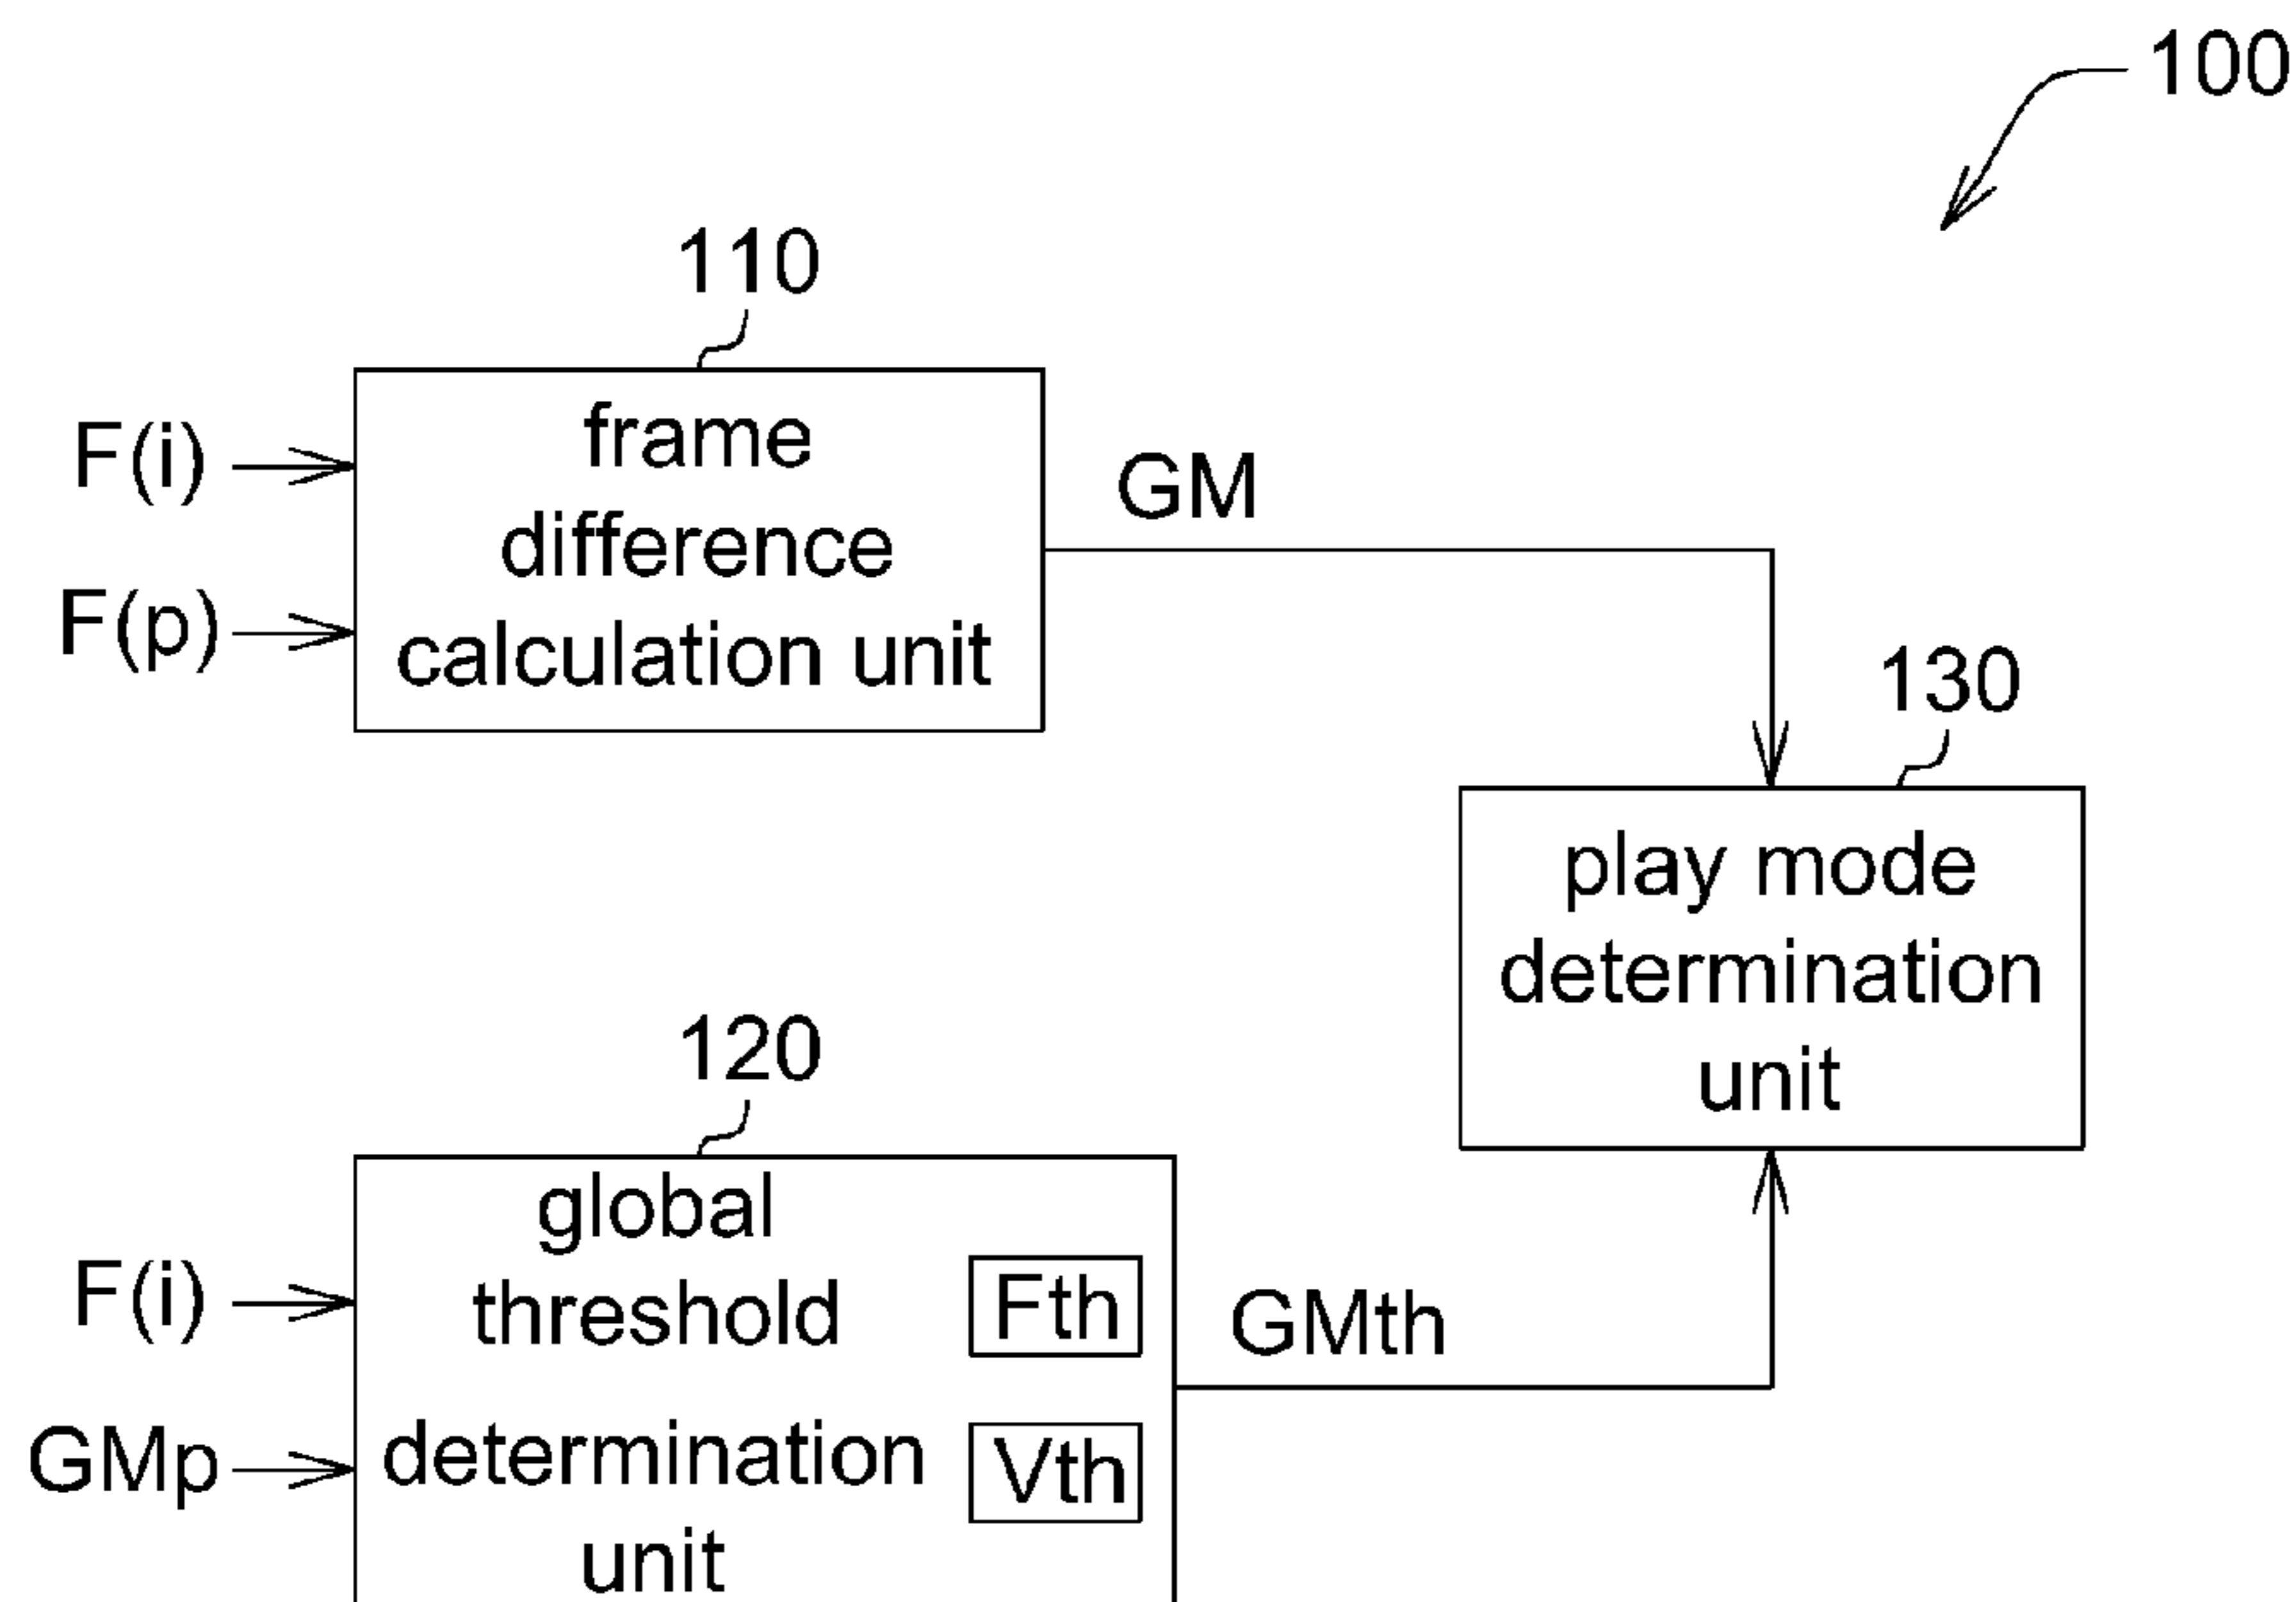 100
110
F(i)
F(p)
frame
difference
calculation unit
GM
130
play mode
determination
unit
120
F(i)
GMp
global
threshold
determination
unit
Fth
Vth
GMth